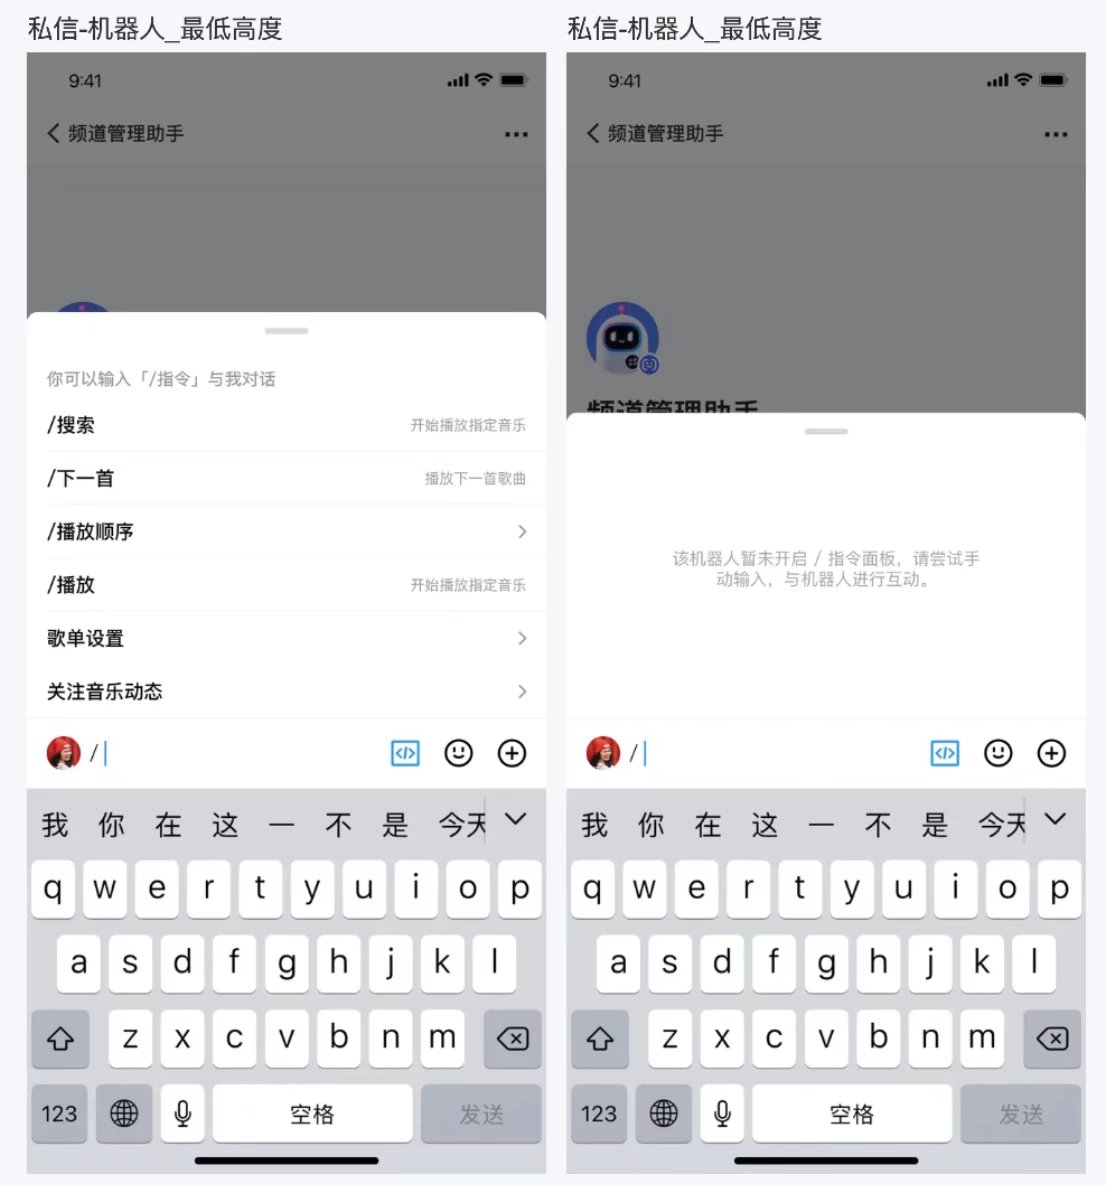 私信-机器人_最低高度
9:41
频道管理助手
你可以输入「/指令」与我对话
/搜索 开始播放指定音乐
/下一首 播放下一首歌曲
/播放顺序
/播放 开始播放指定音乐
歌单设置
关注音乐动态
/
我 你 在 这 一 不 是 今天
q w e r t y u i o p
a s d f g h j k l
z x c v b n m
123 空格 发送
私信-机器人_最低高度
9:41
频道管理助手
频道管理助手
该机器人暂未开启 / 指令面板，请尝试手
动输入，与机器人进行互动。
/
我 你 在 这 一 不 是 今天
q w e r t y u i o p
a s d f g h j k l
z x c v b n m
123 空格 发送